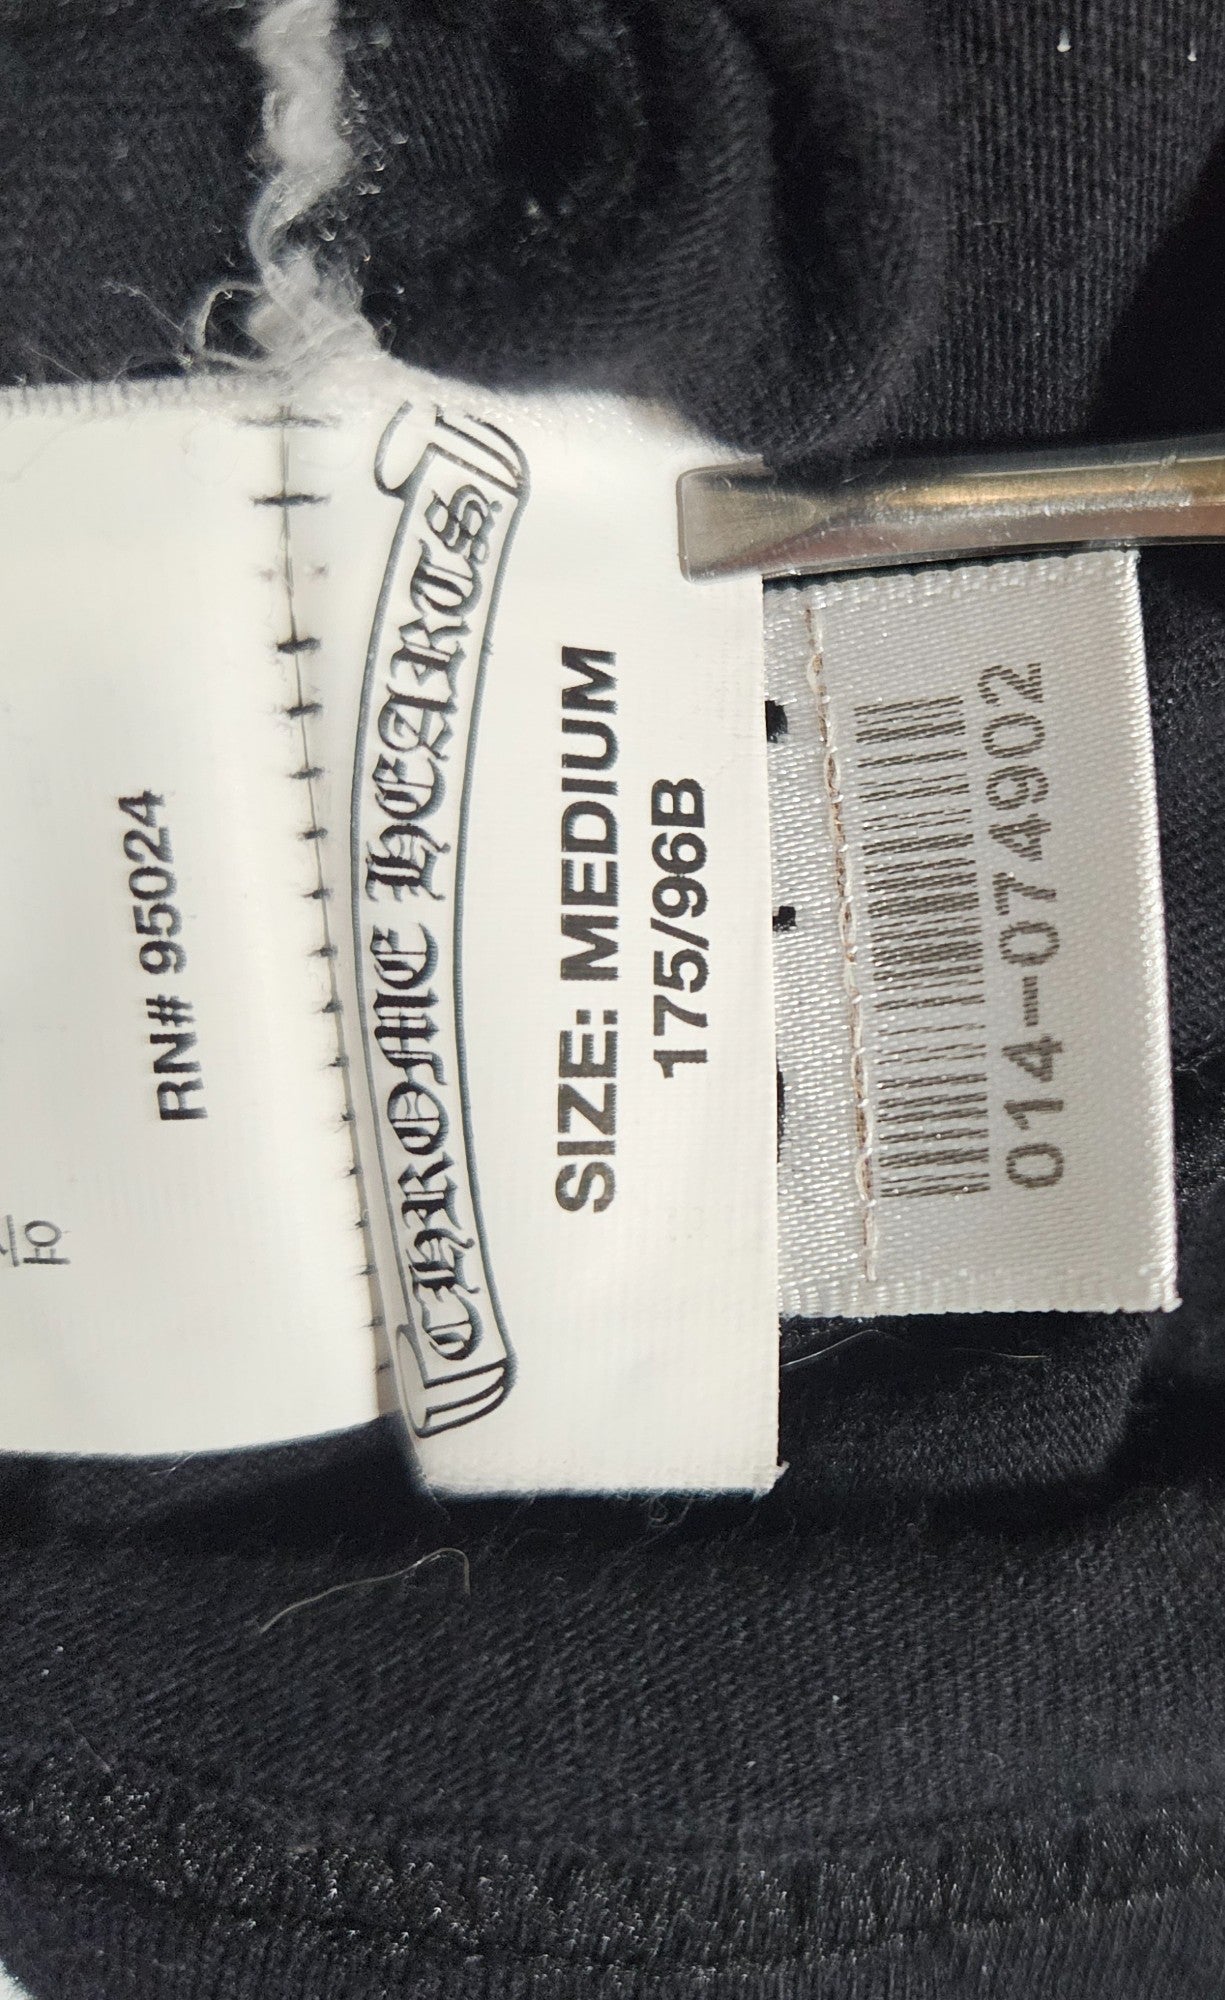 RN# 95024
CHROME HEARTS
SIZE: MEDIUM
175/96B
014-074902